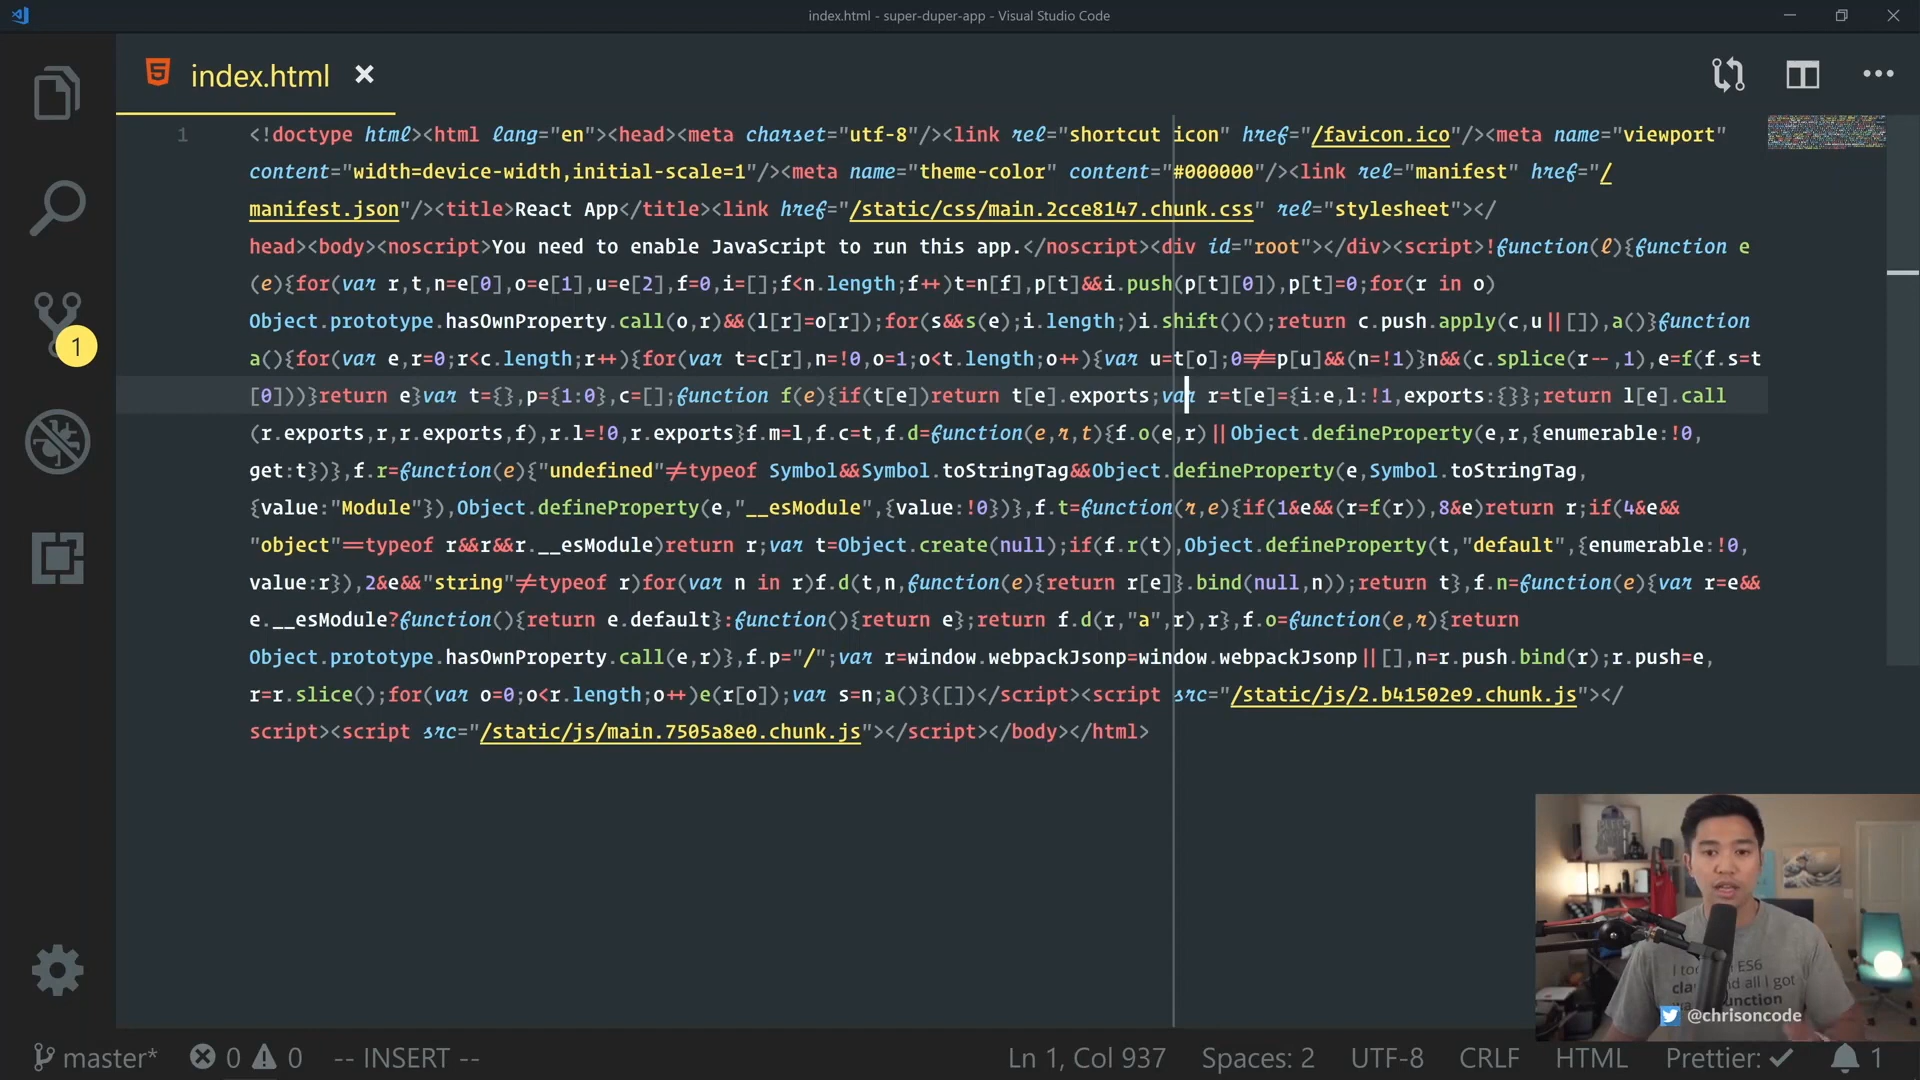 index.html - super-duper-app - Visual Studio Code
index.html
1
<!doctype html><html lang="en"><head><meta charset="utf-8"/><link rel="shortcut icon" href="/favicon.ico"/><meta name="viewport"
content="width=device-width,initial-scale=1"/><meta name="theme-color" content="#000000"/><link rel="manifest" href="/
manifest.json"/><title>React App</title><link href="/static/css/main.2cce8147.chunk.css" rel="stylesheet"></
head><body><noscript>You need to enable JavaScript to run this app.</noscript><div id="root"></div><script>!function(l){function e
(e){for(var r,t,n=e[0],o=e[1],u=e[2],f=0,i=[];f<n.length;f++)t=n[f],p[t]&&i.push(p[t][0]),p[t]=0;for(r in o)
Object.prototype.hasOwnProperty.call(o,r)&&(l[r]=o[r]);for(s&&s(e);i.length;)i.shift()();return c.push.apply(c,u||[]),a()}function
a(){for(var e,r=0;r<c.length;r++){for(var t=c[r],n=!0,o=1;o<t.length;o++){var u=t[o];0!==p[u]&&(n=!1)}n&&(c.splice(r--,1),e=f(f.s=t
[0]))}return e}var t={},p={1:0},c=[];function f(e){if(t[e])return t[e].exports;var r=t[e]={i:e,l:!1,exports:{}};return l[e].call
(r.exports,r,r.exports,f),r.l=!0,r.exports}f.m=l,f.c=t,f.d=function(e,r,t){f.o(e,r)||Object.defineProperty(e,r,{enumerable:!0,
get:t})},f.r=function(e){"undefined"!=typeof Symbol&&Symbol.toStringTag&&Object.defineProperty(e,Symbol.toStringTag,
{value:"Module"}),Object.defineProperty(e,"__esModule",{value:!0})},f.t=function(r,e){if(1&e&&(r=f(r)),8&e)return r;if(4&e&&
"object"==typeof r&&r&&r.__esModule)return r;var t=Object.create(null);if(f.r(t),Object.defineProperty(t,"default",{enumerable:!0,
value:r}),2&e&&"string"!=typeof r)for(var n in r)f.d(t,n,function(e){return r[e]}.bind(null,n));return t},f.n=function(e){var r=e&&
e.__esModule?function(){return e.default}:function(){return e};return f.d(r,"a",r),r},f.o=function(e,r){return
Object.prototype.hasOwnProperty.call(e,r)},f.p="/";var r=window.webpackJsonp=window.webpackJsonp||[],n=r.push.bind(r);r.push=e,
r=r.slice();for(var o=0;o<r.length;o++)e(r[o]);var s=n;a()}([])</script><script src="/static/js/2.b41502e9.chunk.js"></
script><script src="/static/js/main.7505a8e0.chunk.js"></script></body></html>
1
ES6
@chrisoncode
master* 0 0 -- INSERT -- Ln 1, Col 937 Spaces: 2 UTF-8 CRLF HTML Prettier: ✓ 1